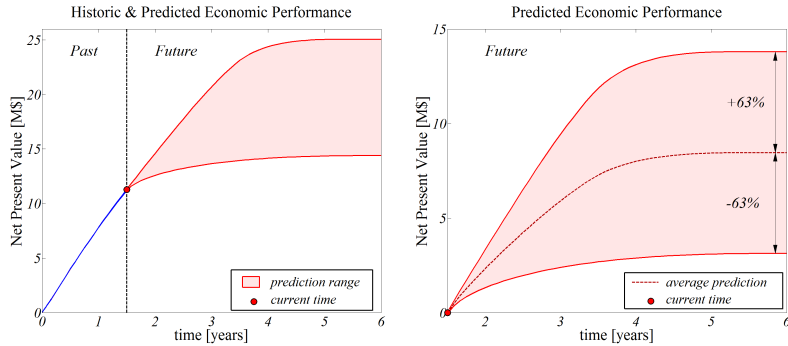 Historic & Predicted Economic Performance
Net Present Value [M$]
25
20
15
10
5
0
Past
Future
prediction range
current time
0 1 2 3 4 5 6
time [years]
Predicted Economic Performance
Net Present Value [M$]
15
10
5
0
Future
+63%
-63%
average prediction
current time
2 3 4 5 6
time [years]